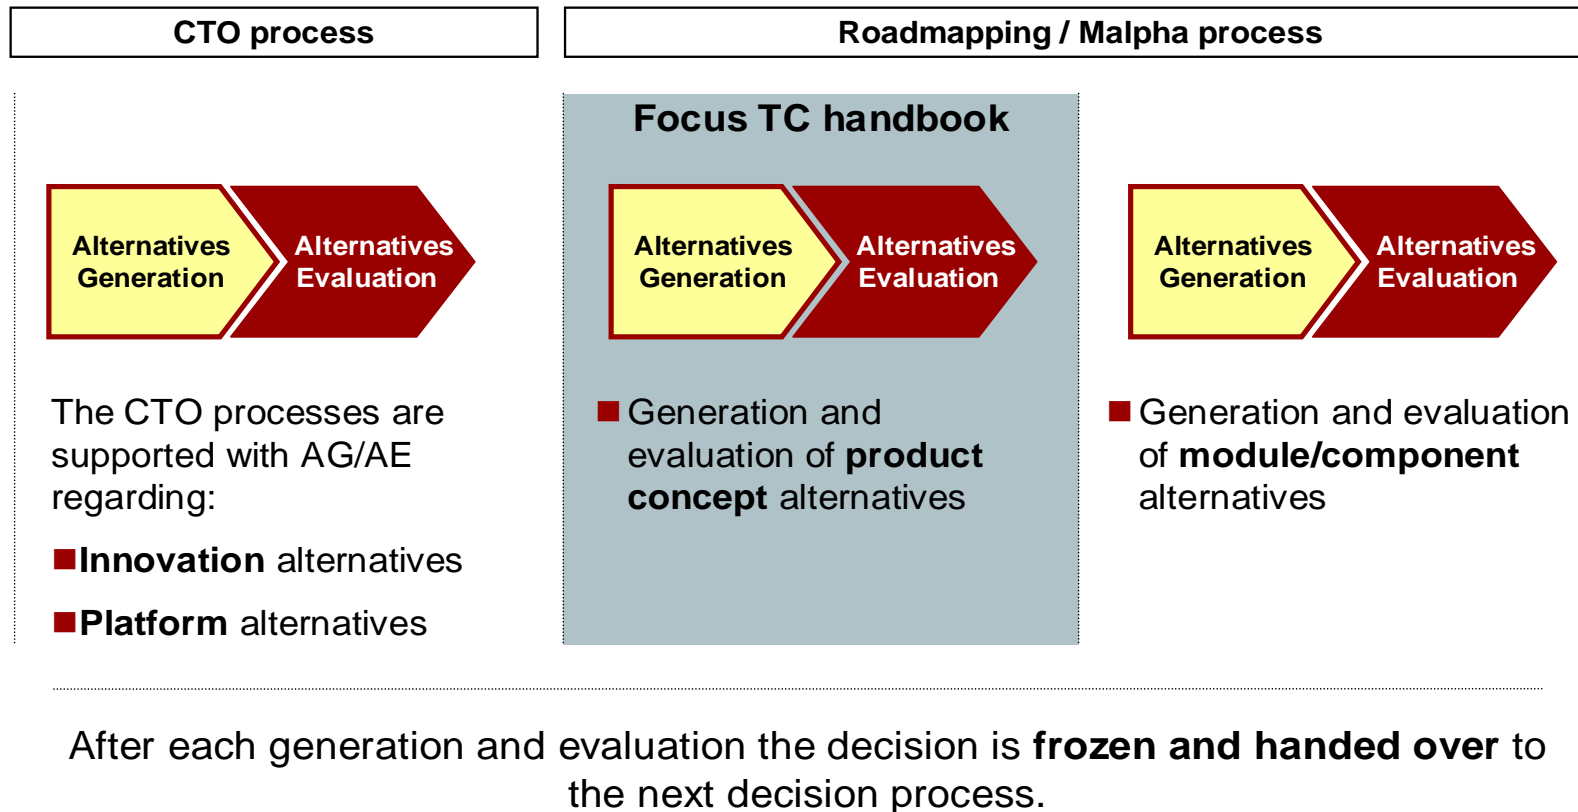 CTO process
Roadmapping / Malpha process
Focus TC handbook
Alternatives
Generation
Alternatives
Evaluation
Alternatives
Generation
Alternatives
Evaluation
Alternatives
Generation
Alternatives
Evaluation
The CTO processes are
supported with AG/AE
regarding:
■Innovation alternatives
■Platform alternatives
■ Generation and
evaluation of product
concept alternatives
■ Generation and evaluation
of module/component
alternatives
After each generation and evaluation the decision is frozen and handed over to
the next decision process.